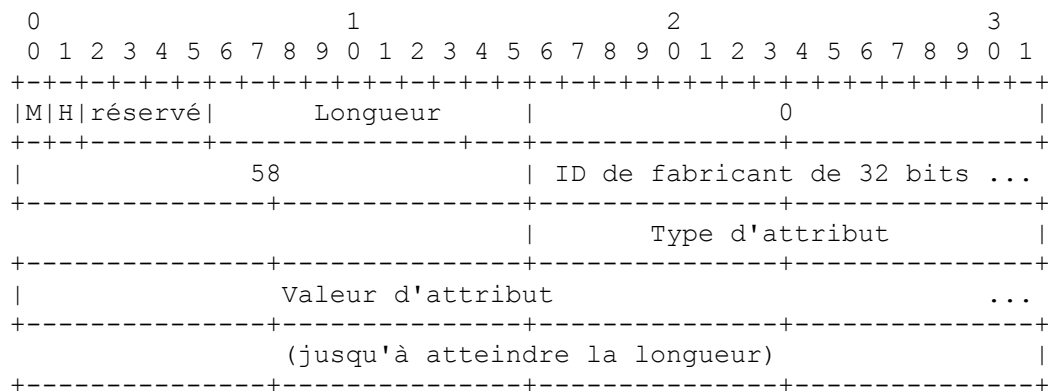 0 1 2 3
0 1 2 3 4 5 6 7 8 9 0 1 2 3 4 5 6 7 8 9 0 1 2 3 4 5 6 7 8 9 0 1
+-+-+-+-+-+-+-+-+-+-+-+-+-+-+-+-+-+-+-+-+-+-+-+-+-+-+-+-+-+-+-+-+
|M|H|réservé| Longueur | 0 |
+-+-+-------+---------------+---+---------------+---------------+
| 58 | ID de fabricant de 32 bits ...
+---------------+---------------+---------------+---------------+
| Type d'attribut |
+---------------+---------------+---------------+---------------+
| Valeur d'attribut ...
+---------------+---------------+---------------+---------------+
(jusqu'à atteindre la longueur) |
+---------------+---------------+---------------+---------------+